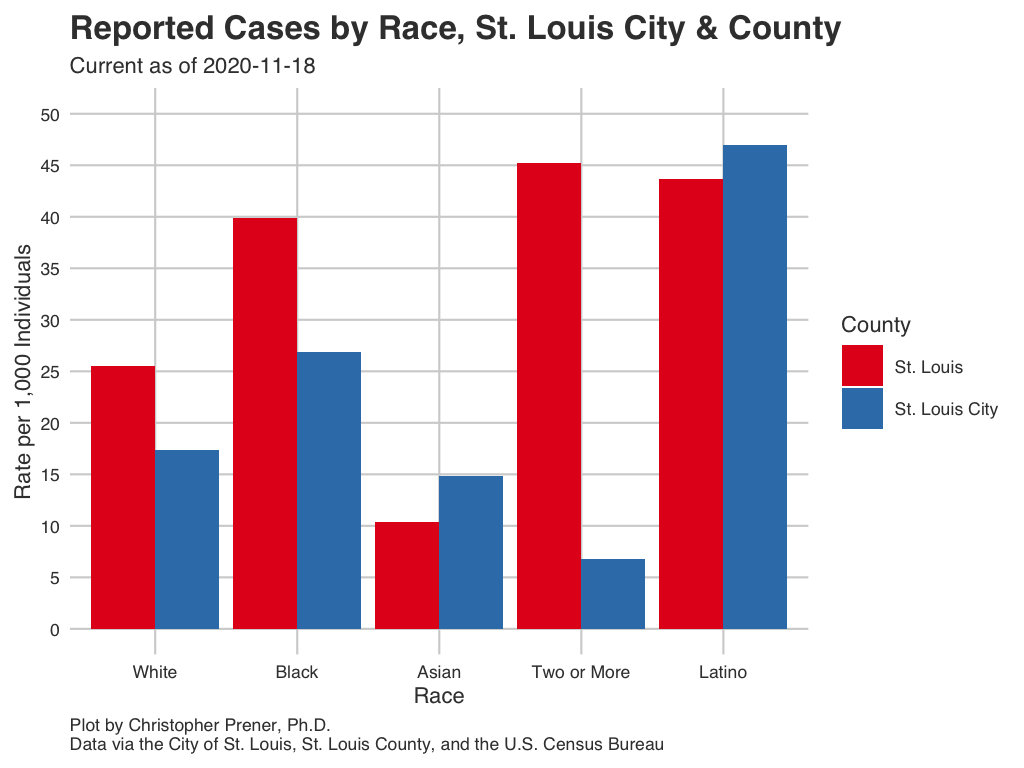 Reported Cases by Race, St. Louis City & County
Current as of 2020-11-18
Rate per 1,000 Individuals
50
45
40
35
30
25
20
15
10
5
0
White
Black
Asian
Two or More
Latino
Race
County
St. Louis
St. Louis City
Plot by Christopher Prener, Ph.D.
Data via the City of St. Louis, St. Louis County, and the U.S. Census Bureau